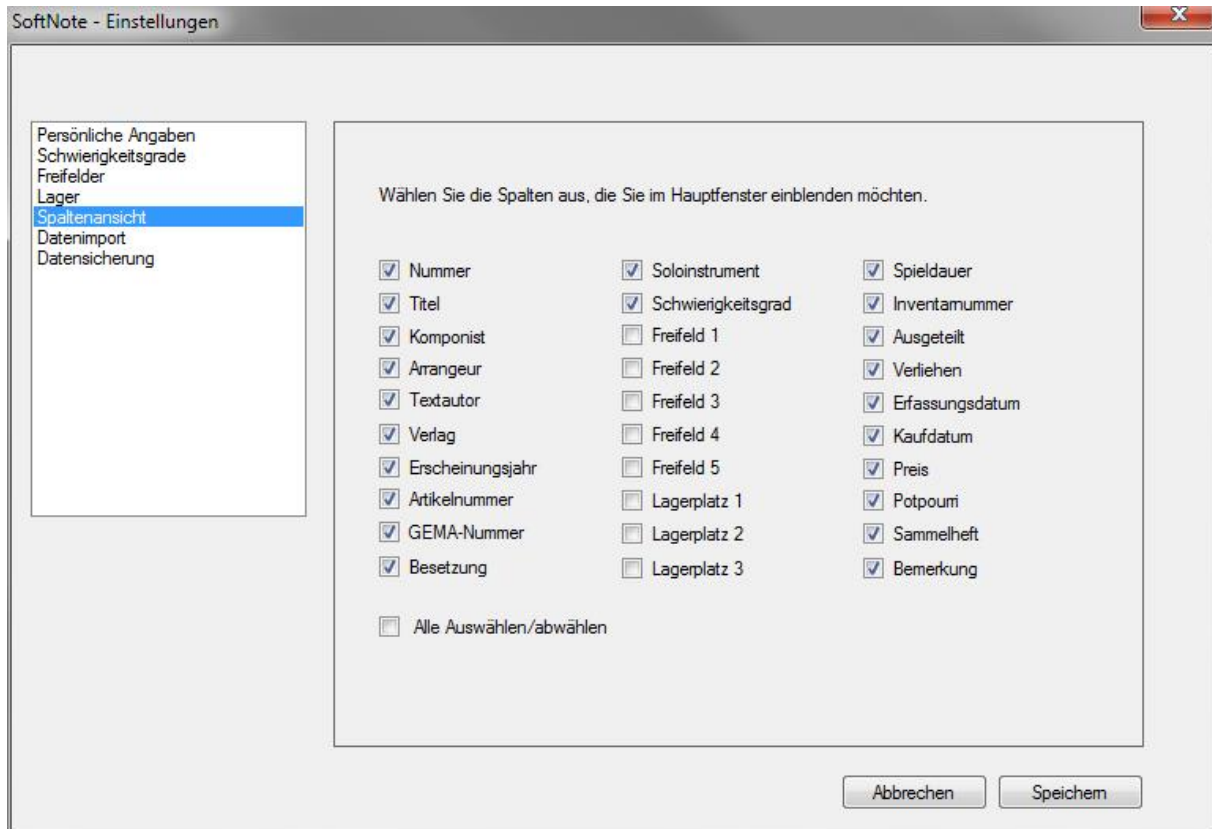 SoftNote - Einstellungen
Persönliche Angaben
Schwierigkeitsgrade
Freifelder
Lager
Spaltenansicht
Datenimport
Datensicherung
Wählen Sie die Spalten aus, die Sie im Hauptfenster einblenden möchten.
Nummer
Titel
Komponist
Arrangeur
Textautor
Verlag
Erscheinungsjahr
Artikelnummer
GEMA-Nummer
Besetzung
Soloinstrument
Schwierigkeitsgrad
Freifeld 1
Freifeld 2
Freifeld 3
Freifeld 4
Freifeld 5
Lagerplatz 1
Lagerplatz 2
Lagerplatz 3
Spieldauer
Inventarnummer
Ausgeteilt
Verliehen
Erfassungsdatum
Kaufdatum
Preis
Potpourri
Sammelheft
Bemerkung
Alle Auswählen/abwählen
Abbrechen
Speichern